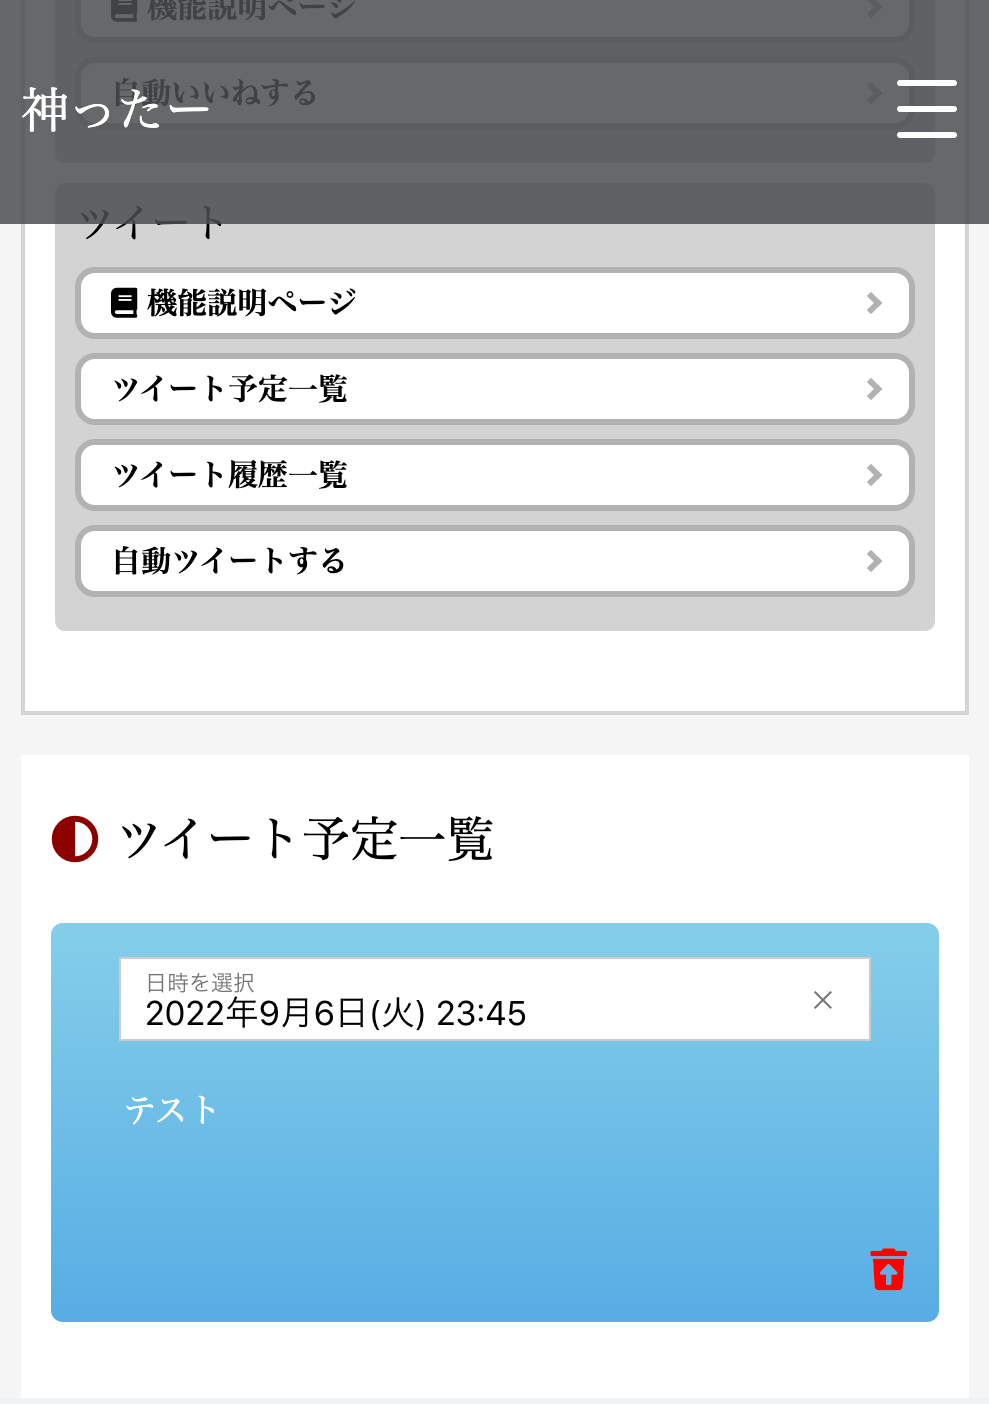 機能説明ページ
自動いいねする
神ったー
ツイート
機能説明ページ
ツイート予定一覧
ツイート履歴一覧
自動ツイートする
ツイート予定一覧
日時を選択
2022年9月6日(火) 23:45
テスト